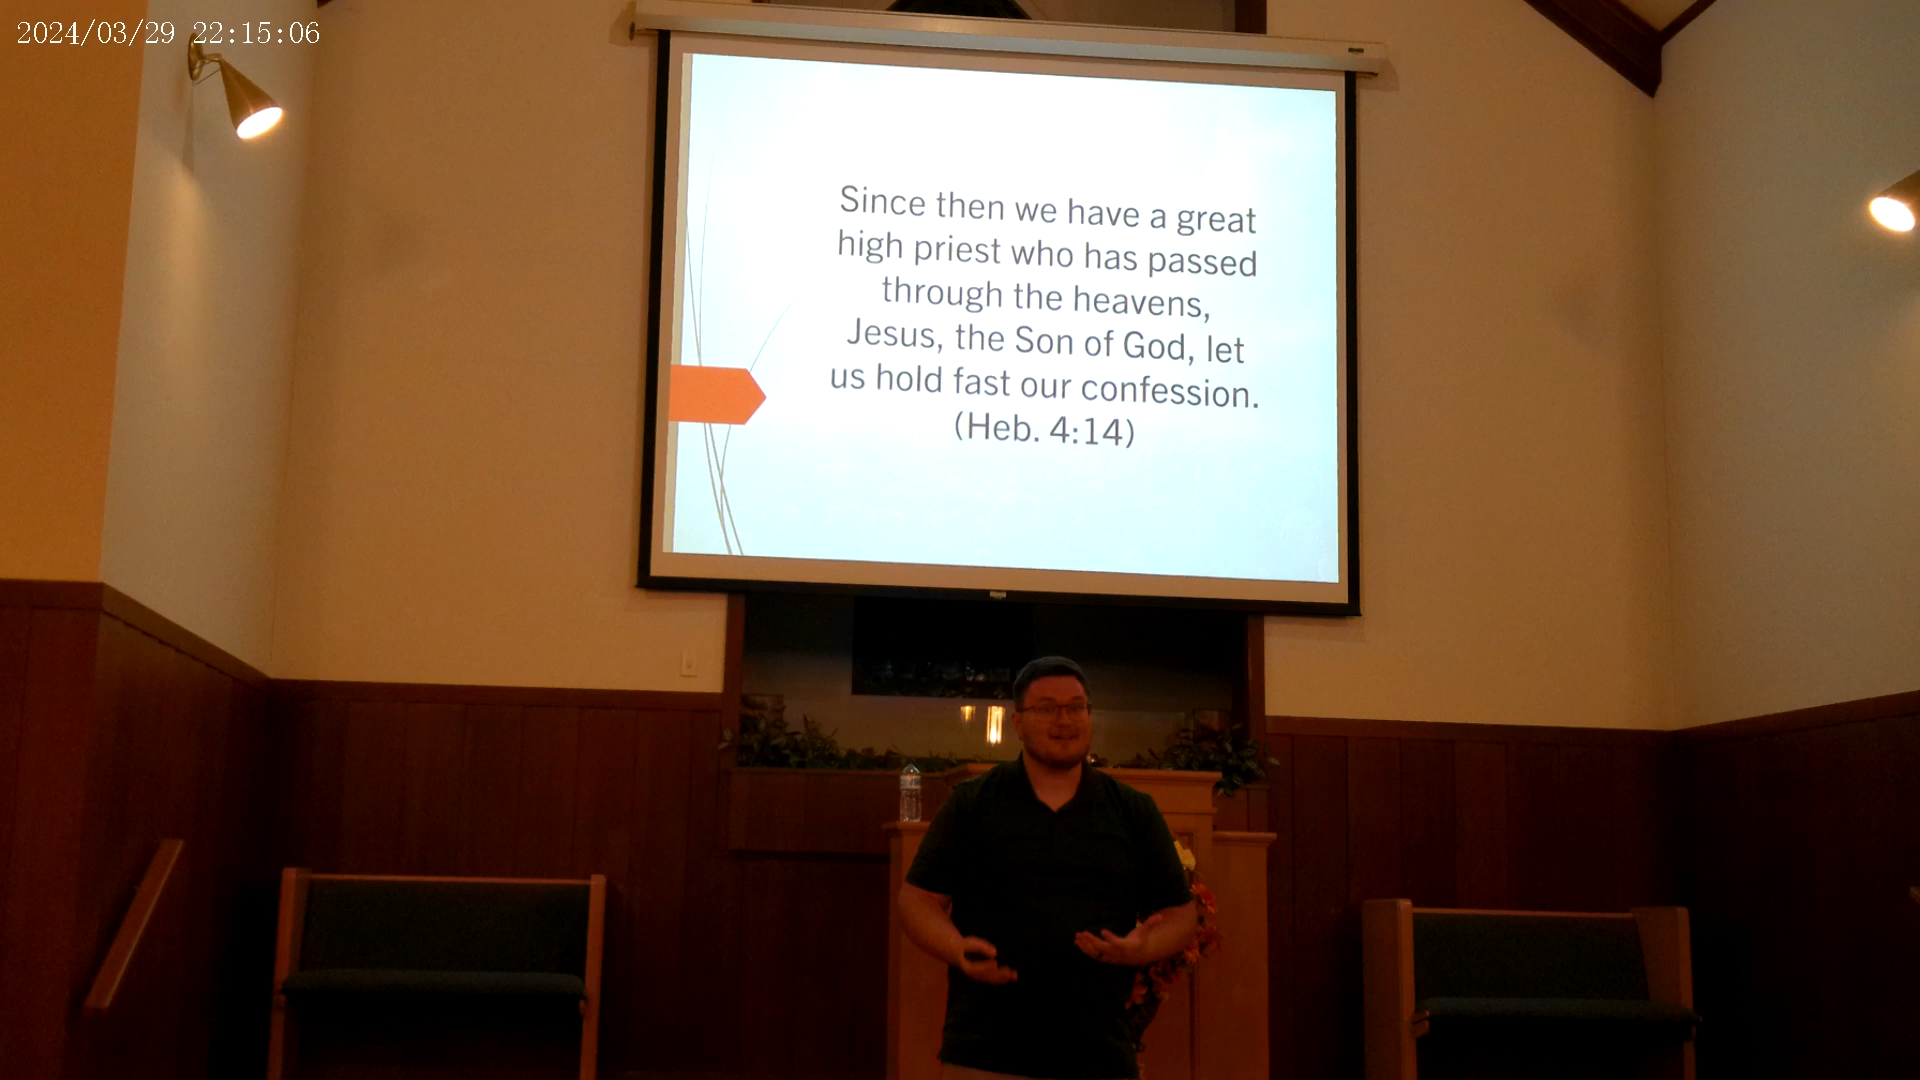 2024/03/29 22:15:06
Since then we have a great
high priest who has passed
through the heavens,
Jesus, the Son of God, let
us hold fast our confession.
(Heb. 4:14)